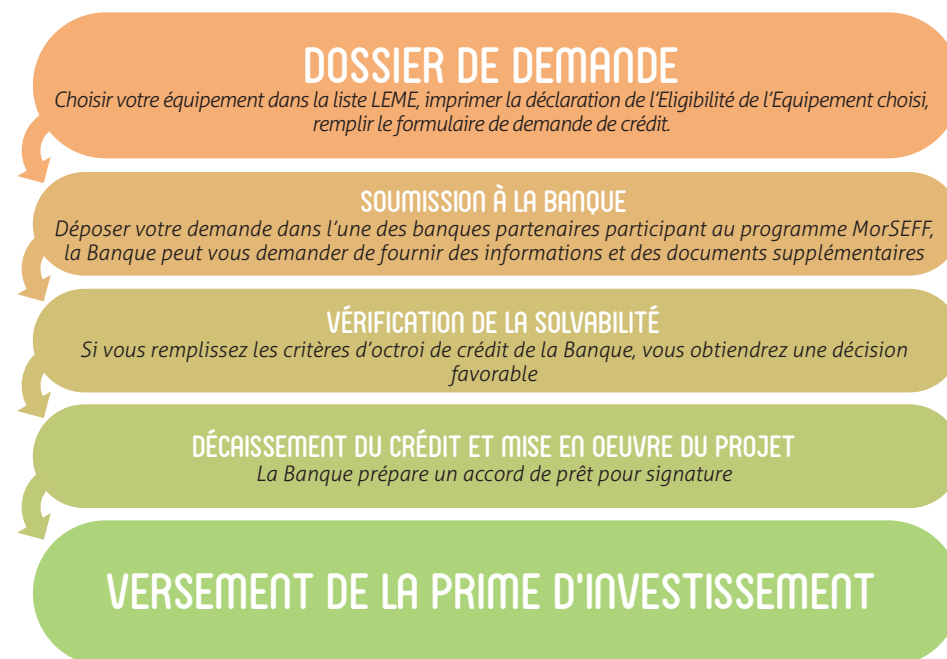 DOSSIER DE DEMANDE
Choisir votre équipement dans la liste LEME, imprimer la déclaration de l'Eligibilité de l'Equipement choisi,
remplir le formulaire de demande de crédit.
SOUMISSION À LA BANQUE
Déposer votre demande dans l'une des banques partenaires participant au programme MorSEFF,
la Banque peut vous demander de fournir des informations et des documents supplémentaires
VÉRIFICATION DE LA SOLVABILITÉ
Si vous remplissez les critères d'octroi de crédit de la Banque, vous obtiendrez une décision
favorable
DÉCAISSEMENT DU CRÉDIT ET MISE EN OEUVRE DU PROJET
La Banque prépare un accord de prêt pour signature
VERSEMENT DE LA PRIME D'INVESTISSEMENT